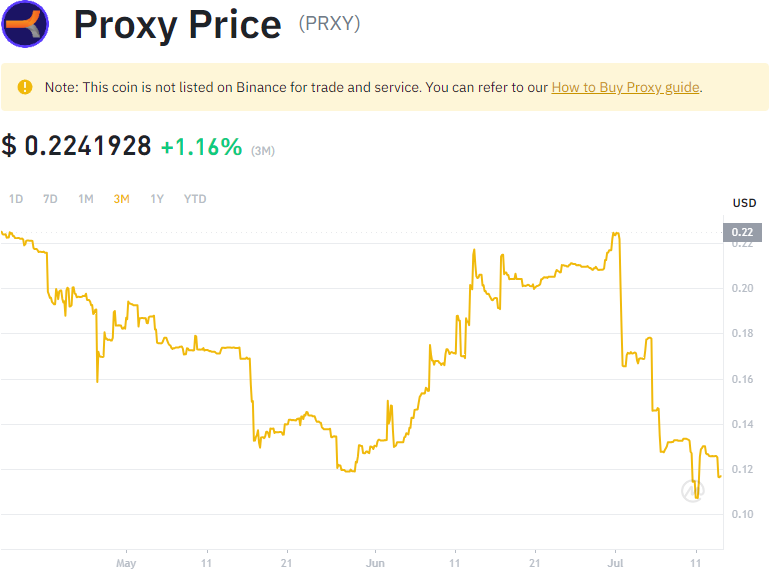 Proxy Price (PRXY)
Note: This coin is not listed on Binance for trade and service. You can refer to our How to Buy Proxy guide.
$ 0.2241928 +1.16% (3M)
1D 7D 1M 3M 1Y YTD
USD
0.22
0.22
0.20
0.18
0.16
0.14
0.12
0.10
May 11 21 Jun 11 21 Jul 11